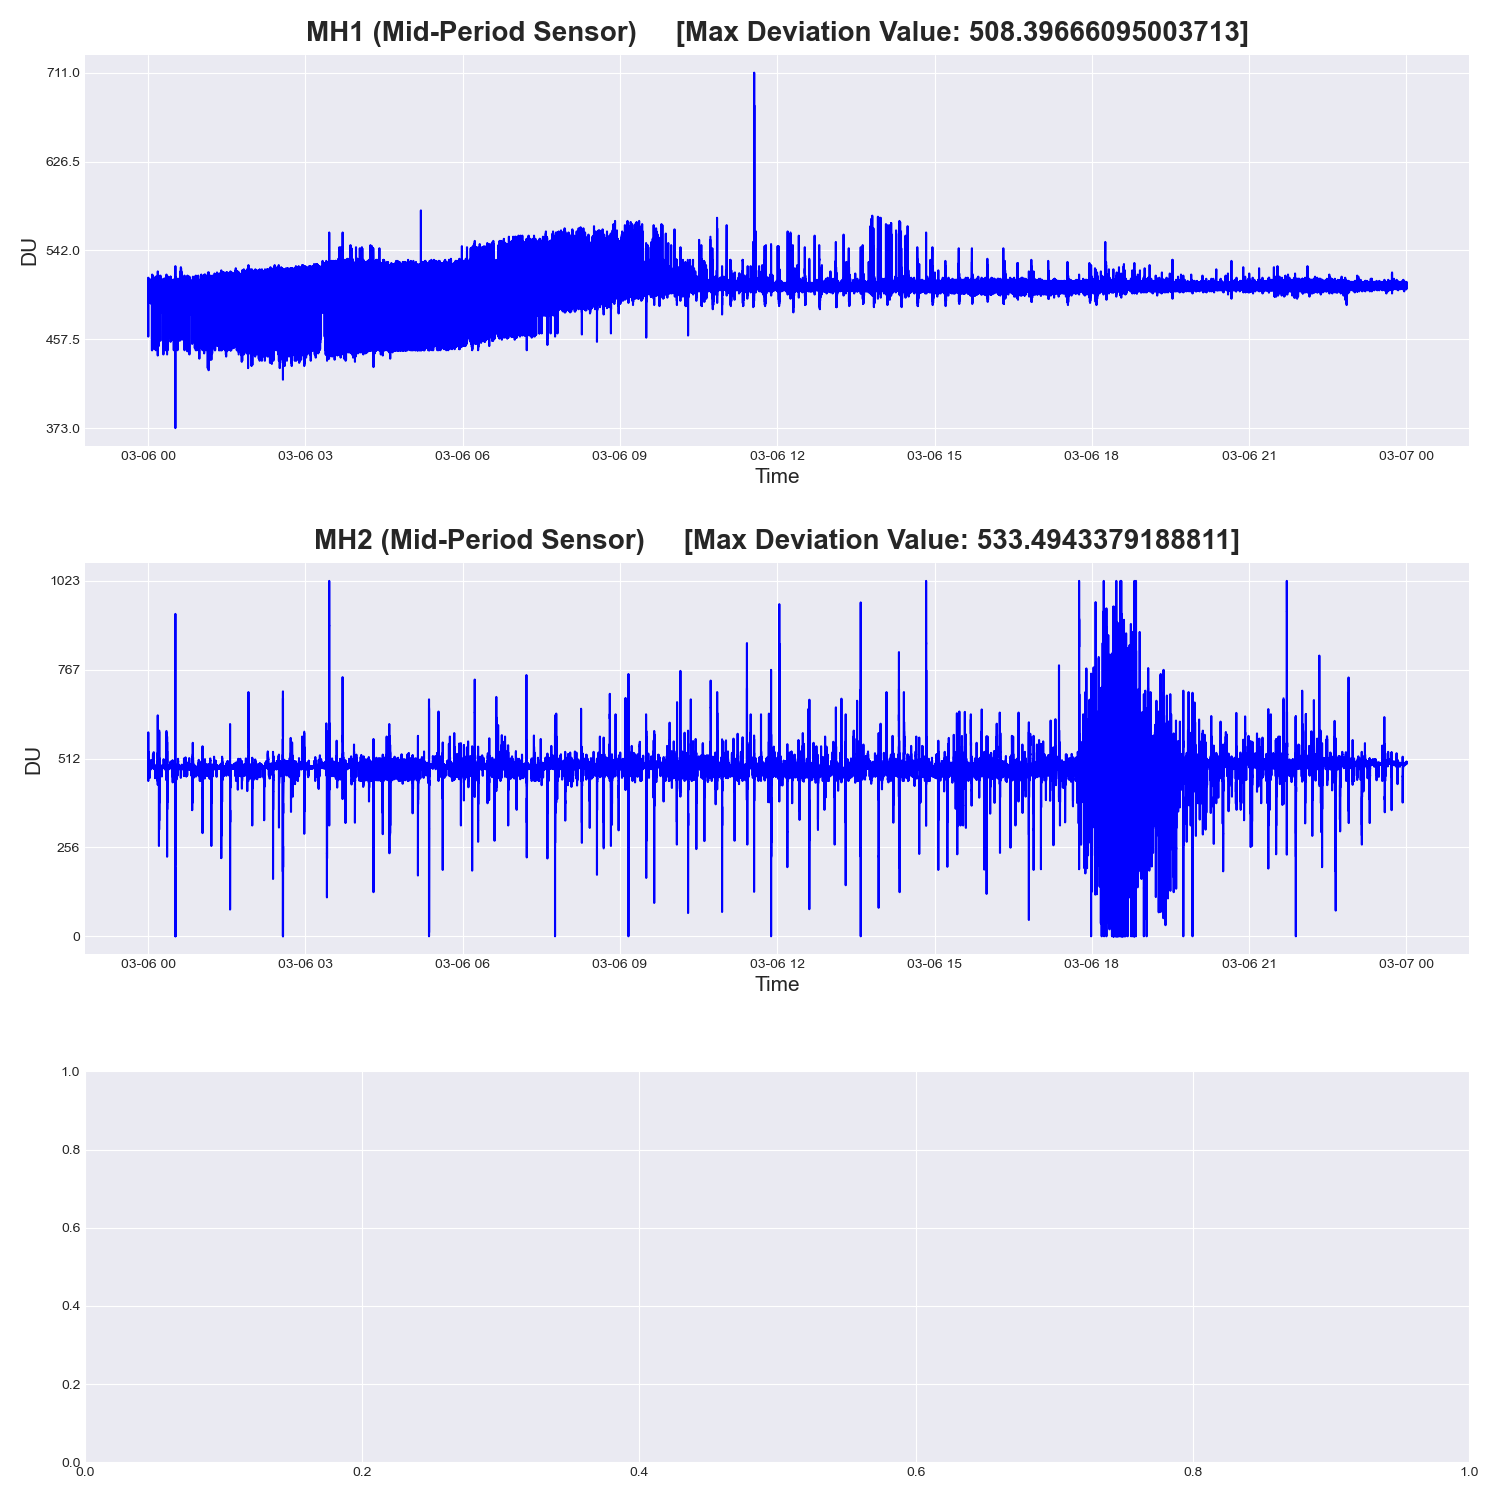 MH1 (Mid-Period Sensor) [Max Deviation Value: 508.39666095003713]
711.0
626.5
542.0
457.5
373.0
DU
03-06 00 03-06 03 03-06 06 03-06 09 03-06 12 03-06 15 03-06 18 03-06 21 03-07 00
Time
MH2 (Mid-Period Sensor) [Max Deviation Value: 533.4943379188811]
1023
767
512
256
0
DU
03-06 00 03-06 03 03-06 06 03-06 09 03-06 12 03-06 15 03-06 18 03-06 21 03-07 00
Time
1.0
0.8
0.6
0.4
0.2
0.0
0.0 0.2 0.4 0.6 0.8 1.0